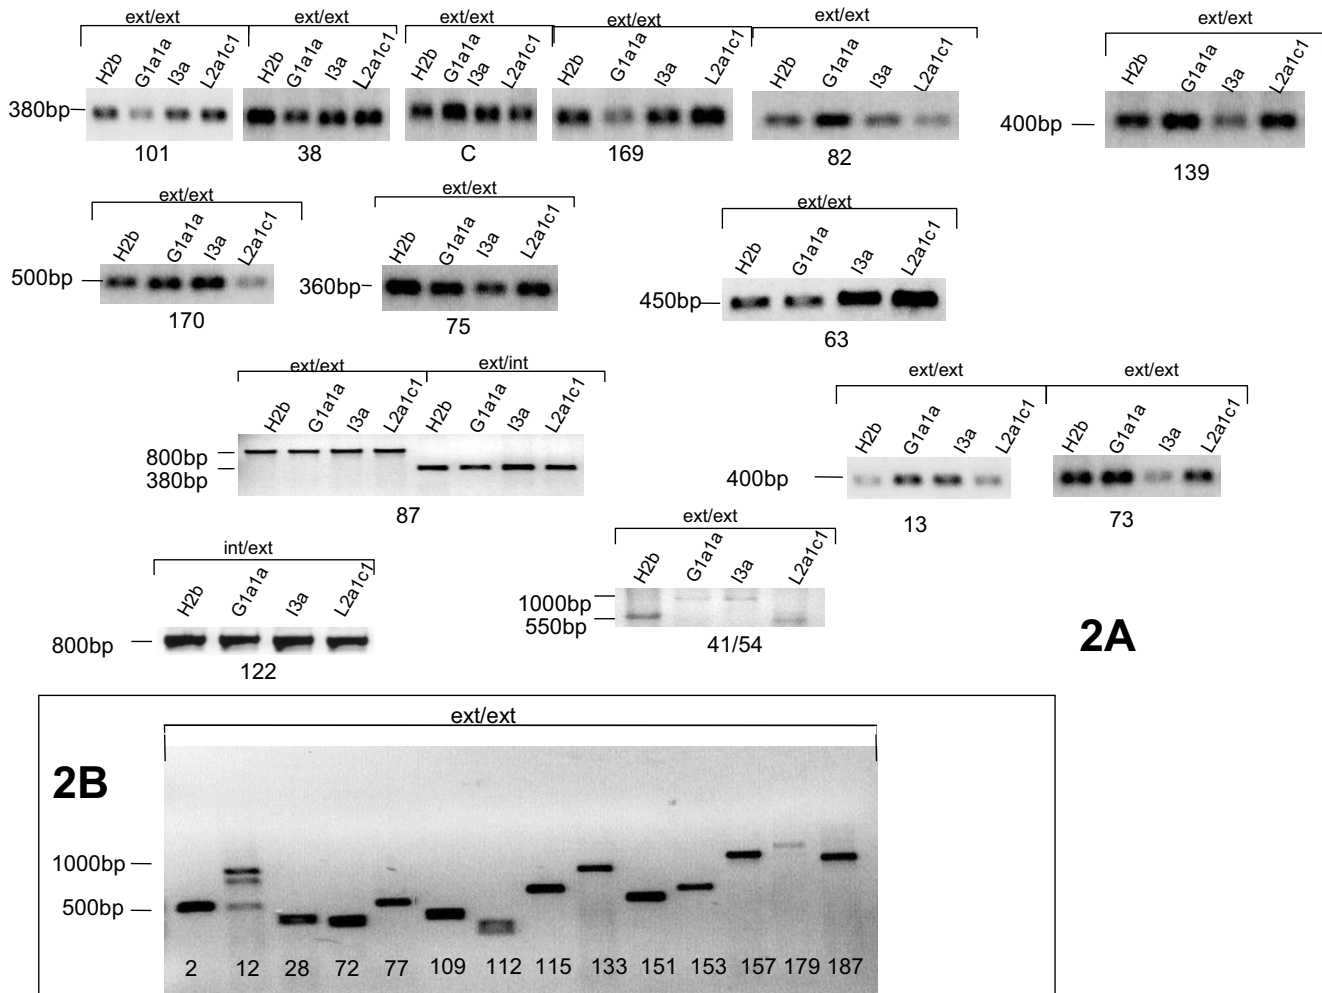 ext/ext ext/ext ext/ext ext/ext ext/ext ext/ext
H2b G1a1a I3a L2a1c1 H2b G1a1a I3a L2a1c1 H2b G1a1a I3a L2a1c1 H2b G1a1a I3a L2a1c1 H2b G1a1a I3a L2a1c1 H2b G1a1a I3a L2a1c1
380bp 400bp
101 38 C 169 82 139
ext/ext ext/ext ext/ext
H2b G1a1a I3a L2a1c1 H2b G1a1a I3a L2a1c1 H2b G1a1a I3a L2a1c1
500bp 360bp 450bp
170 75 63
ext/ext ext/int ext/ext ext/ext
H2b G1a1a I3a L2a1c1 H2b G1a1a I3a L2a1c1 H2b G1a1a I3a L2a1c1 H2b G1a1a I3a L2a1c1
800bp
380bp 400bp
87 13 73
int/ext ext/ext
H2b G1a1a I3a L2a1c1 H2b G1a1a I3a L2a1c1
1000bp
550bp
800bp
122 41/54
2A
ext/ext
2B
1000bp
500bp
2 12 28 72 77 109 112 115 133 151 153 157 179 187